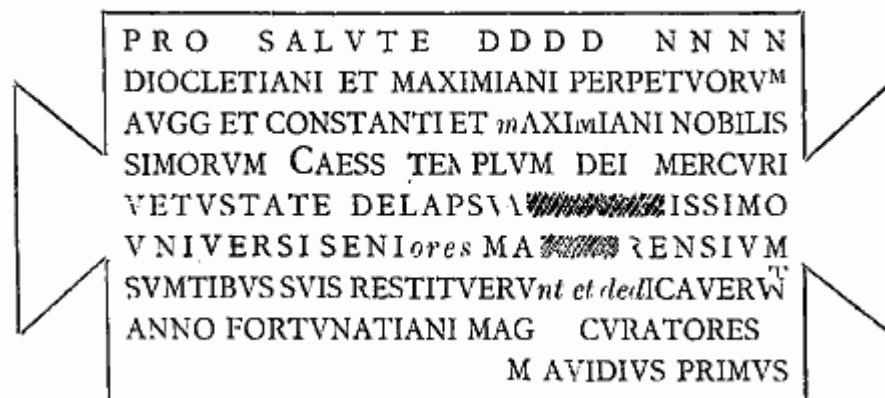 PRO SALVTE DDDD NNNN
DIOCLETIANI ET MAXIMIANI PERPETVORVM
AVGG ET CONSTANTI ET mAXIMIANI NOBILIS
SIMORVM CAESS TEMPLVM DEI MERCVRI
VETVSTATE DELAPSV ISSIMO
VNIVERSI SENIores MA RENSIVM
SVMTIBVS SVIS RESTITVERVnt et dedICAVERVNT
ANNO FORTVNATIANI MAG CVRATORES
M AVIDIVS PRIMVS